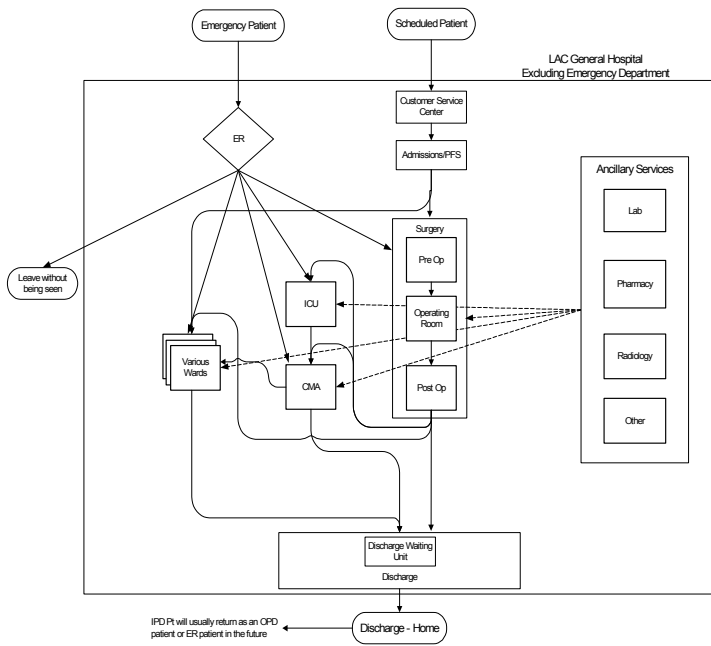 Emergency Patient
Scheduled Patient
LAC General Hospital
Excluding Emergency Department
Customer Service
Center
ER
Admissions/PFS
Ancillary Services
Lab
Surgery
Pre Op
Leave without
being seen
ICU
Operating
Room
Pharmacy
Various
Wards
CMA
Post Op
Radiology
Other
Discharge Waiting
Unit
Discharge
IPD Pt will usually return as an OPD
patient or ER patient in the future
Discharge - Home